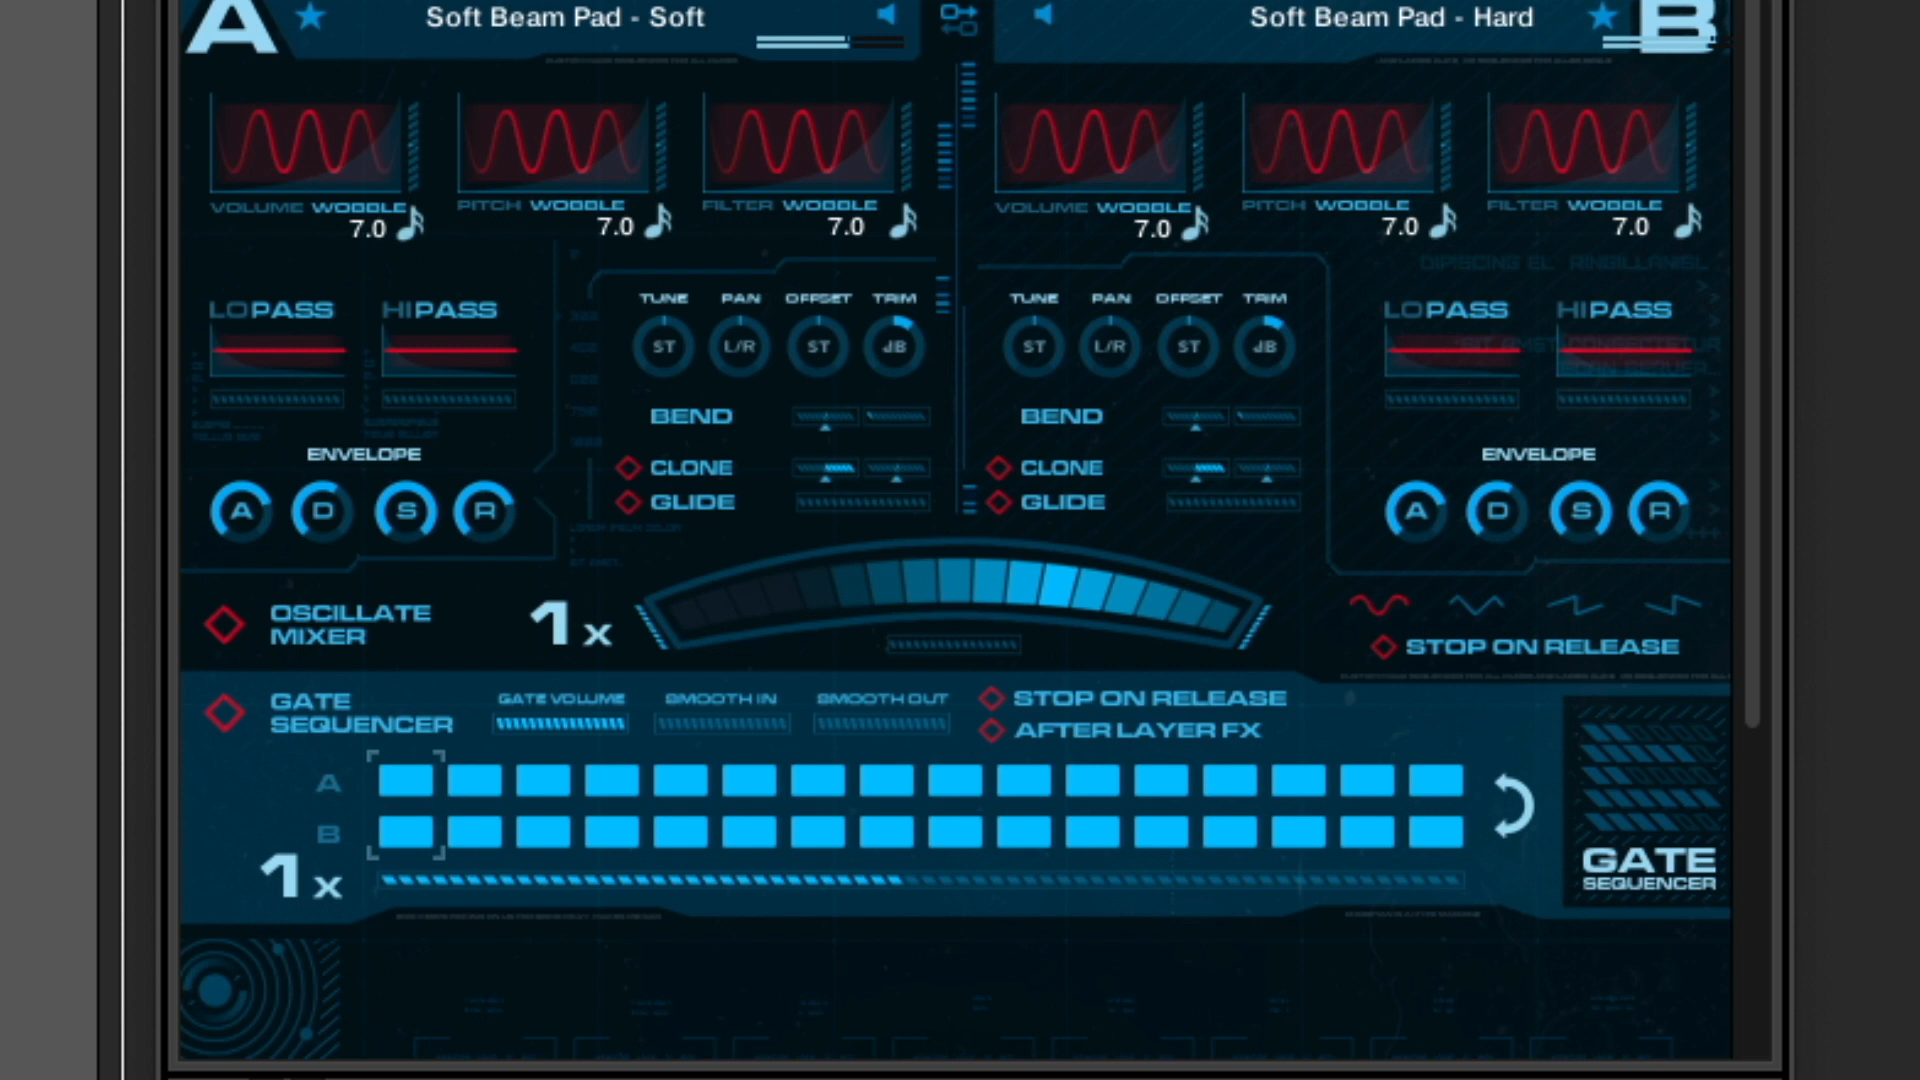 A
Soft Beam Pad - Soft
Soft Beam Pad - Hard
B
VOLUME WOBBLE
7.0
PITCH WOBBLE
7.0
FILTER WOBBLE
7.0
VOLUME WOBBLE
7.0
PITCH WOBBLE
7.0
FILTER WOBBLE
7.0
LOPASS
HIPASS
TUNE PAN OFFSET TRIM
ST L/R ST dB
BEND
CLONE
GLIDE
TUNE PAN OFFSET TRIM
ST L/R ST dB
BEND
CLONE
GLIDE
LOPASS
HIPASS
ENVELOPE
A D S R
ENVELOPE
A D S R
OSCILLATE
MIXER
1x
STOP ON RELEASE
GATE
SEQUENCER
GATE VOLUME
SMOOTH IN
SMOOTH OUT
STOP ON RELEASE
AFTER LAYER FX
A
B
1x
GATE
SEQUENCER